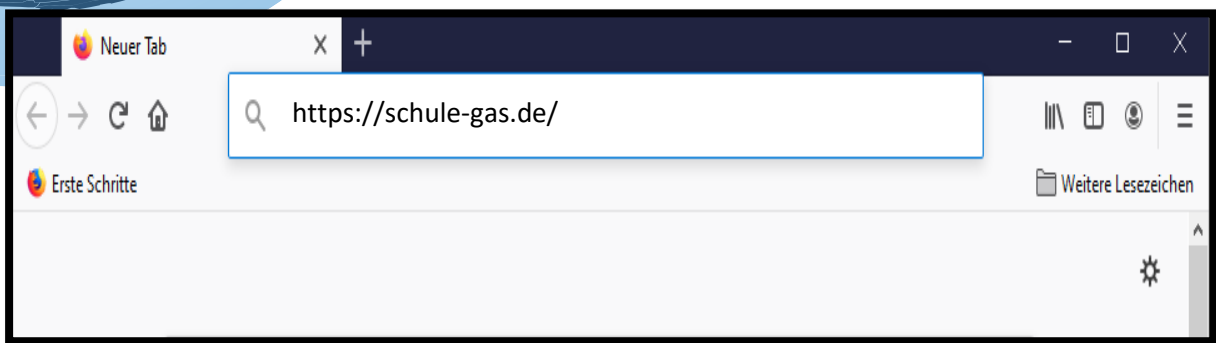 Neuer Tab
https://schule-gas.de/
Erste Schritte
Weitere Lesezeichen